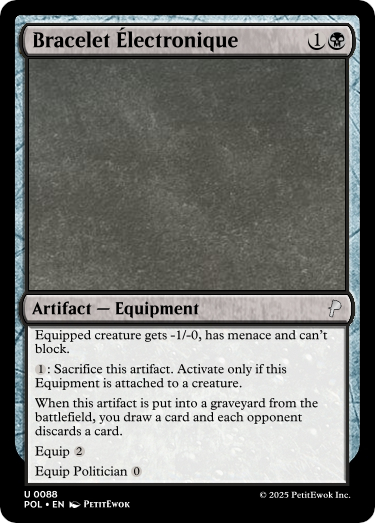 Bracelet Électronique 1
Artifact — Equipment
Equipped creature gets -1/-0, has menace and can't
block.
1: Sacrifice this artifact. Activate only if this
Equipment is attached to a creature.
When this artifact is put into a graveyard from the
battlefield, you draw a card and each opponent
discards a card.
Equip 2
Equip Politician 0
U 0088
POL • EN PetitEwok
© 2025 PetitEwok Inc.